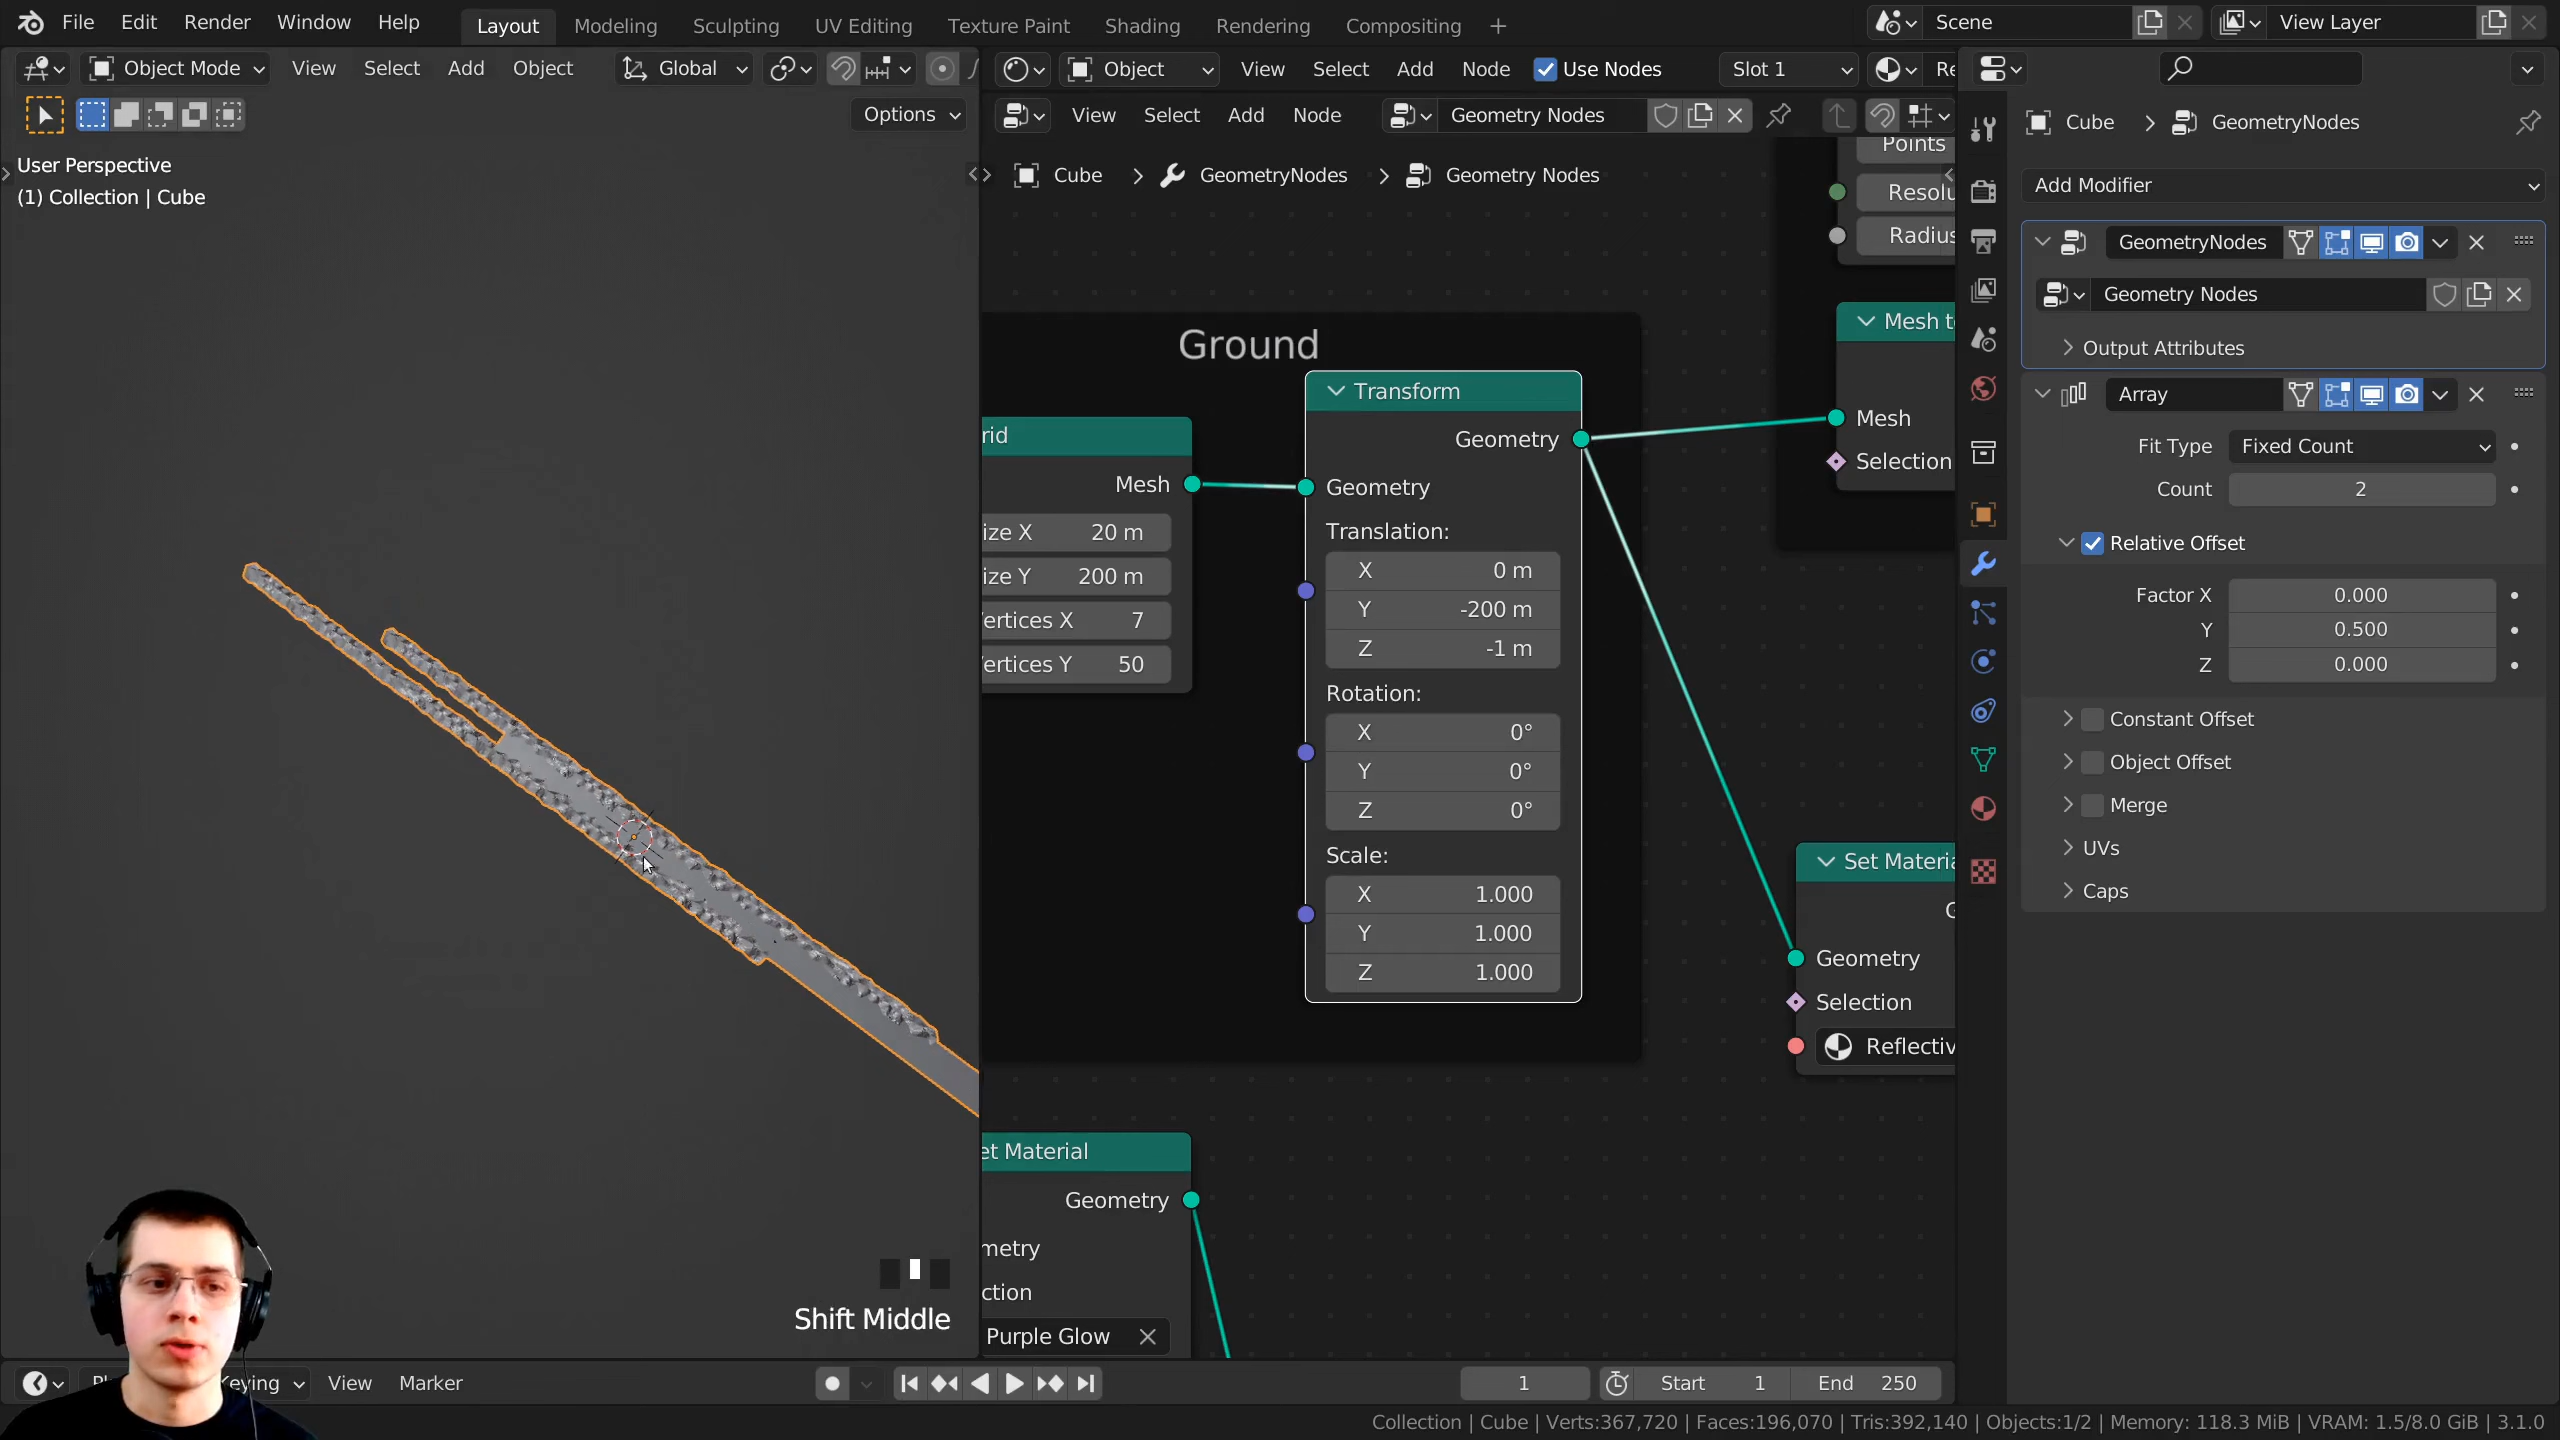 File Edit Render Window Help Layout Modeling Sculpting UV Editing Texture Paint Shading Rendering Compositing + Scene View Layer
Object Mode View Select Add Object Global Object View Select Add Node Use Nodes Slot 1 Re
Options View Select Add Node Geometry Nodes
User Perspective
(1) Collection | Cube
Cube > GeometryNodes > Geometry Nodes
Points
Resolu
Radius
Ground
Mesh to
Mesh
Selection
rid
Mesh
ize X 20 m
ize Y 200 m
ertices X 7
ertices Y 50
Transform
Geometry
Geometry
Translation:
X 0 m
Y -200 m
Z -1 m
Rotation:
X 0°
Y 0°
Z 0°
Scale:
X 1.000
Y 1.000
Z 1.000
Set Materia
G
Geometry
Selection
Reflectiv
et Material
Geometry
metry
ction
Purple Glow
Shift Middle
Cube > GeometryNodes
Add Modifier
GeometryNodes
Geometry Nodes
Output Attributes
Array
Fit Type Fixed Count
Count 2
Relative Offset
Factor X 0.000
Y 0.500
Z 0.000
Constant Offset
Object Offset
Merge
UVs
Caps
Keying View Marker 1 Start 1 End 250
Collection | Cube | Verts:367,720 | Faces:196,070 | Tris:392,140 | Objects:1/2 | Memory: 118.3 MiB | VRAM: 1.5/8.0 GiB | 3.1.0